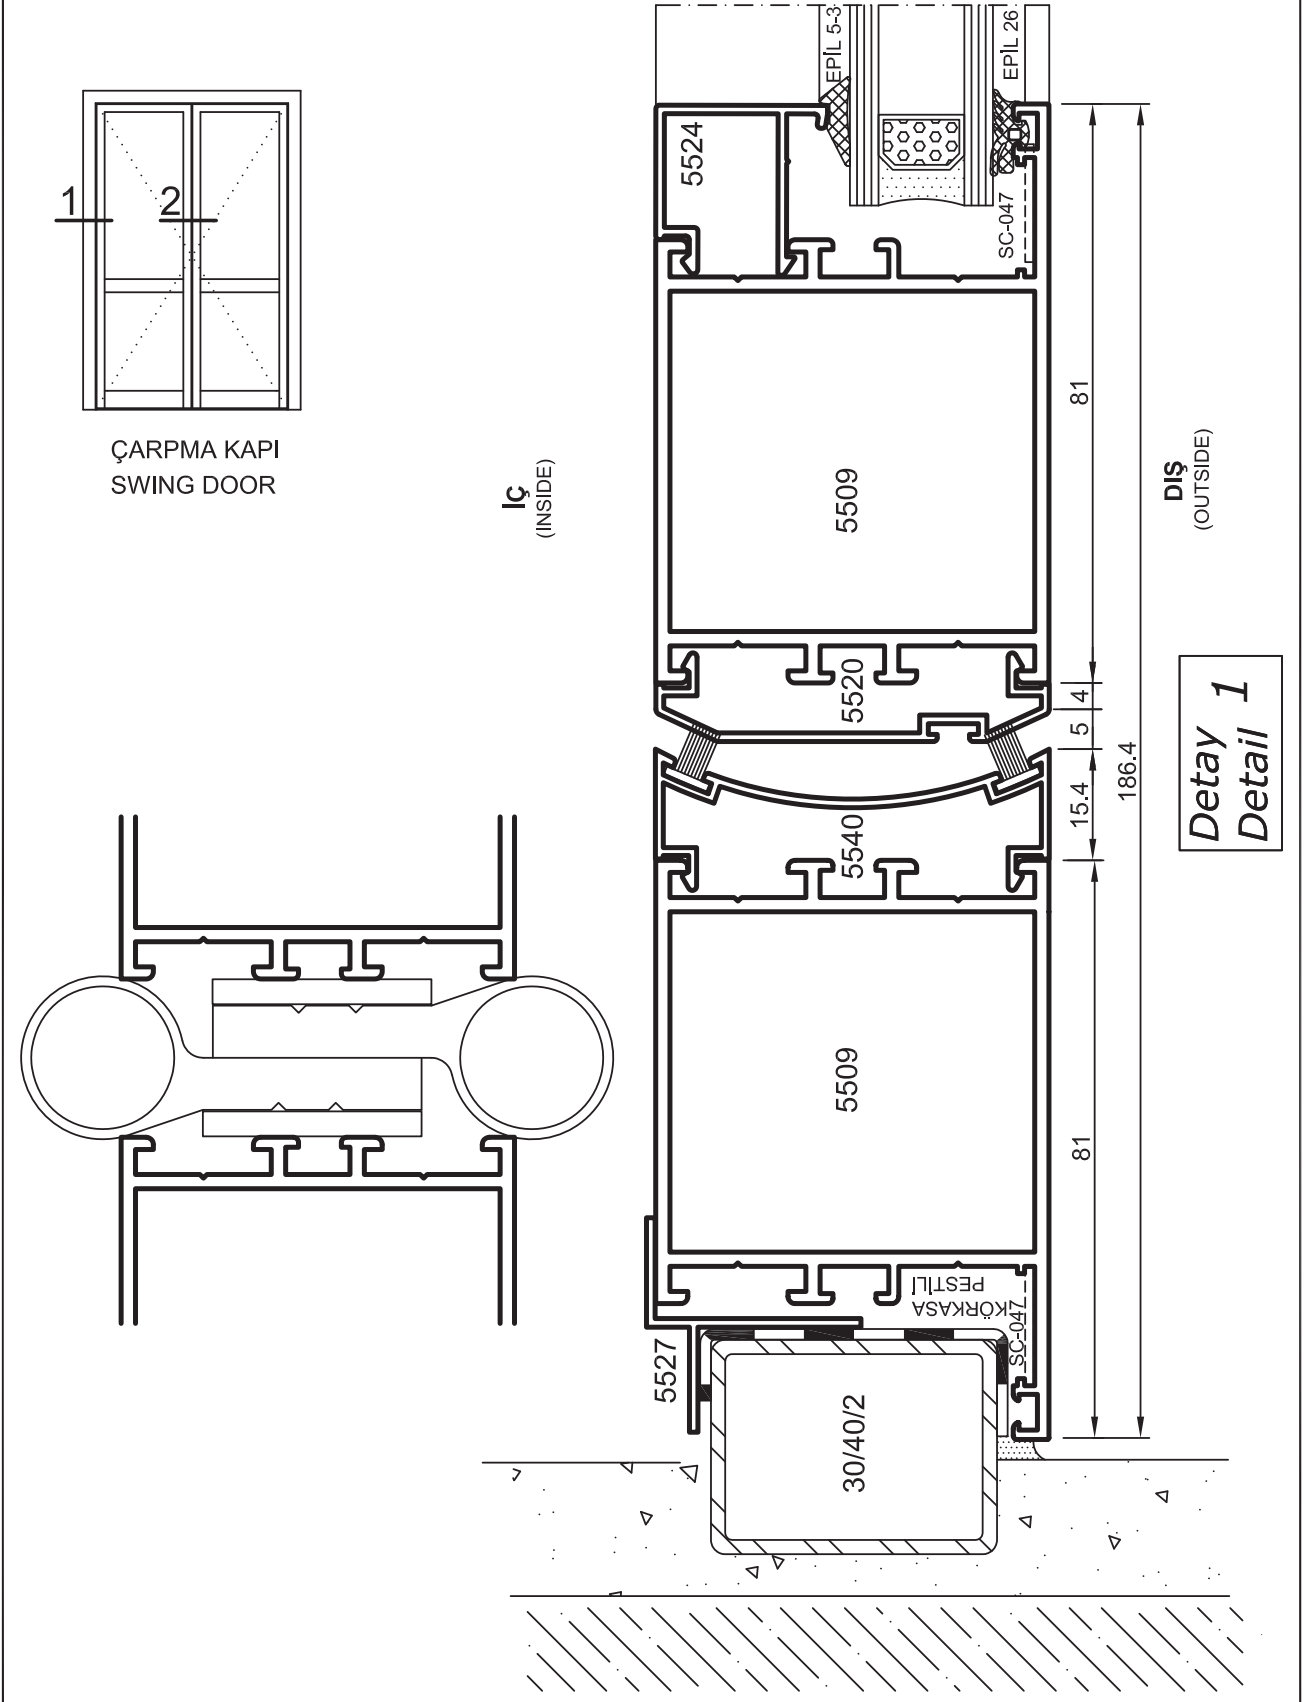 1
2
ÇARPMA KAPI
SWING DOOR
İÇ
(INSIDE)
EPİL 5-3
EPİL 26
5524
SC-047
5509
81
DIŞ
(OUTSIDE)
5520
4
5
15.4
186.4
5540
Detay 1
Detail
5509
81
KÖRKASA
PESTİLİ
SC-047
5527
30/40/2